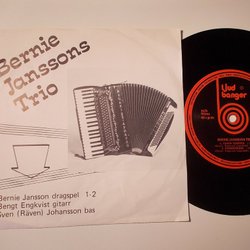 Bernie
Janssons
Trio
Bernie Jansson dragspel 1-2
Bengt Engkvist gitarr
Sven (Räven) Johansson bas
ljud
banger